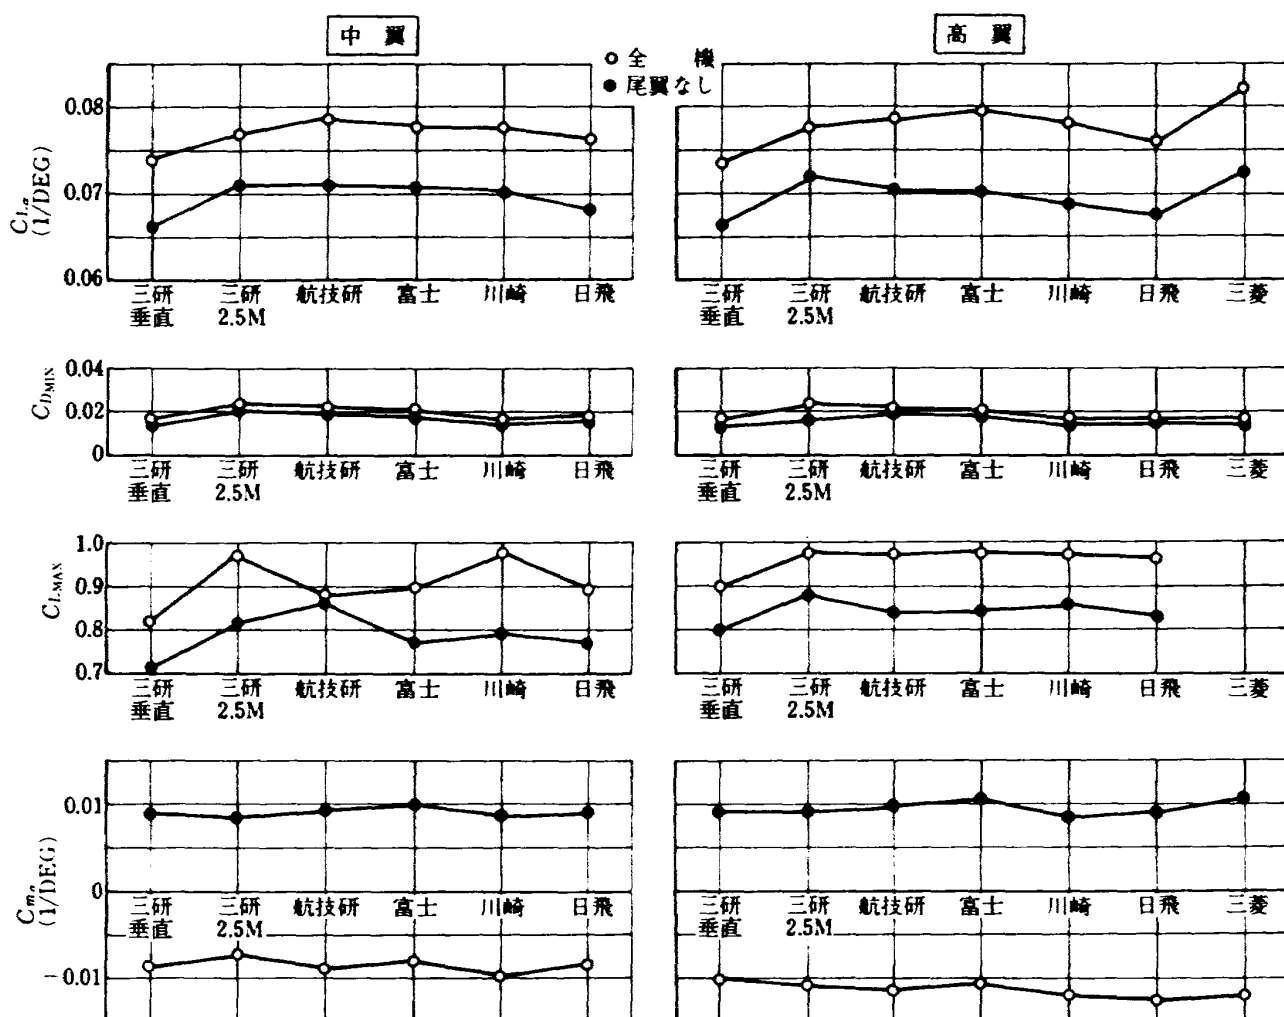 中 翼
高 翼
全 機
尾翼なし
0.08
0.07
0.06
CLα
(1/DEG)
三研 三研 航技研 富士 川崎 日飛
垂直 2.5M
三研 三研 航技研 富士 川崎 日飛 三菱
垂直 2.5M
0.04
0.02
0
CDMIN
三研 三研 航技研 富士 川崎 日飛
垂直 2.5M
三研 三研 航技研 富士 川崎 日飛 三菱
垂直 2.5M
1.0
0.9
0.8
0.7
CLMAX
三研 三研 航技研 富士 川崎 日飛
垂直 2.5M
三研 三研 航技研 富士 川崎 日飛 三菱
垂直 2.5M
0.01
0
Cmα
(1/DEG)
三研 三研 航技研 富士 川崎 日飛
垂直 2.5M
三研 三研 航技研 富士 川崎 日飛 三菱
垂直 2.5M
-0.01